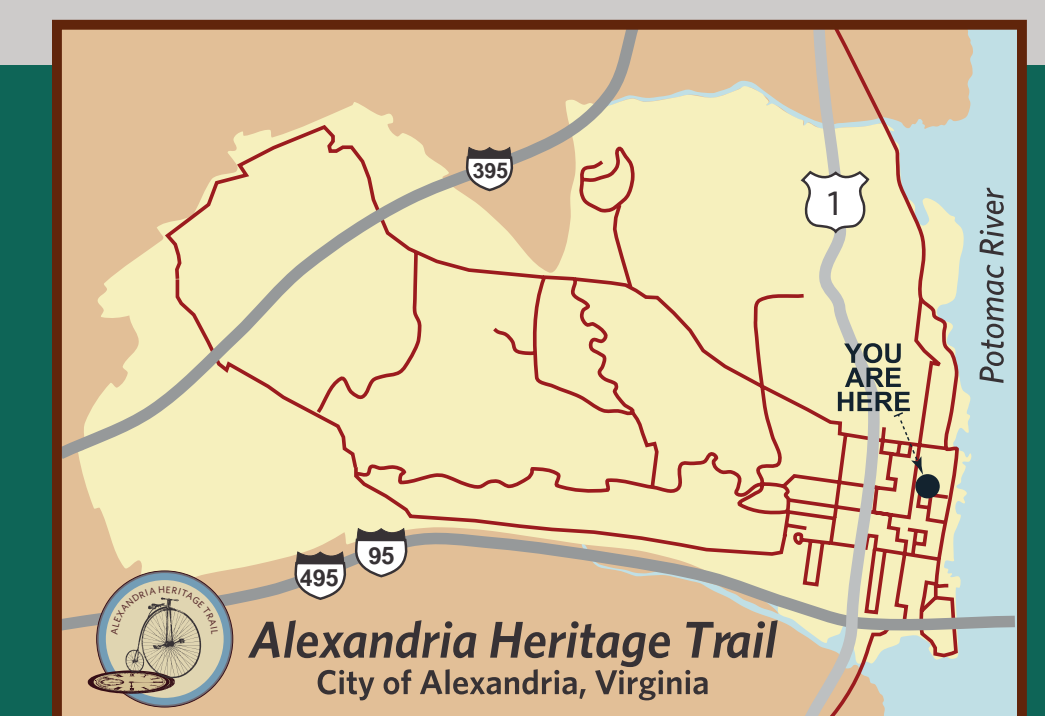 395
1
Potomac River
YOU
ARE
HERE
95
495
ALEXANDRIA HERITAGE TRAIL
Alexandria Heritage Trail
City of Alexandria, Virginia